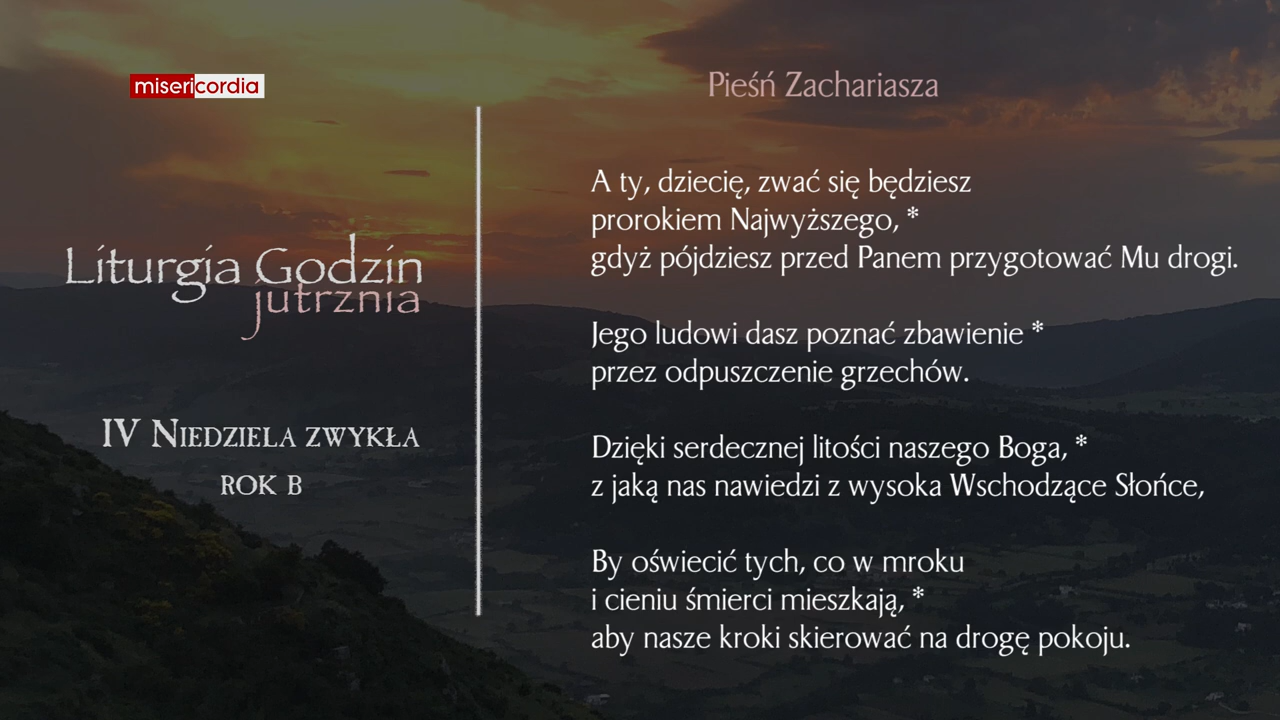 misericordia
Liturgia Godzin
jutrznia
IV Niedziela zwykła
rok B
Pieśń Zachariasza
A ty, dziecię, zwać się będziesz
prorokiem Najwyższego, *
gdyż pójdziesz przed Panem przygotować Mu drogi.
Jego ludowi dasz poznać zbawienie *
przez odpuszczenie grzechów.
Dzięki serdecznej litości naszego Boga, *
z jaką nas nawiedzi z wysoka Wschodzące Słońce,
By oświecić tych, co w mroku
i cieniu śmierci mieszkają, *
aby nasze kroki skierować na drogę pokoju.